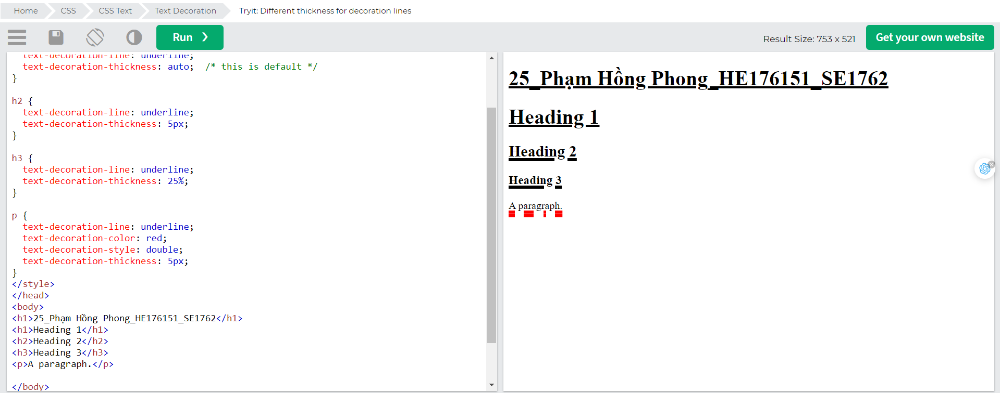 Home CSS CSS Text Text Decoration Tryit: Different thickness for decoration lines
Run ❯
Result Size: 753 x 521
Get your own website
text-decoration-line: underline;
text-decoration-thickness: auto;  /* this is default */
}
h2 {
text-decoration-line: underline;
text-decoration-thickness: 5px;
}
h3 {
text-decoration-line: underline;
text-decoration-thickness: 25%;
}
p {
text-decoration-line: underline;
text-decoration-color: red;
text-decoration-style: double;
text-decoration-thickness: 5px;
}
</style>
</head>
<body>
<h1>25_Phạm Hồng Phong_HE176151_SE1762</h1>
<h1>Heading 1</h1>
<h2>Heading 2</h2>
<h3>Heading 3</h3>
<p>A paragraph.</p>
</body>
25_Phạm Hồng Phong_HE176151_SE1762
Heading 1
Heading 2
Heading 3
A paragraph.